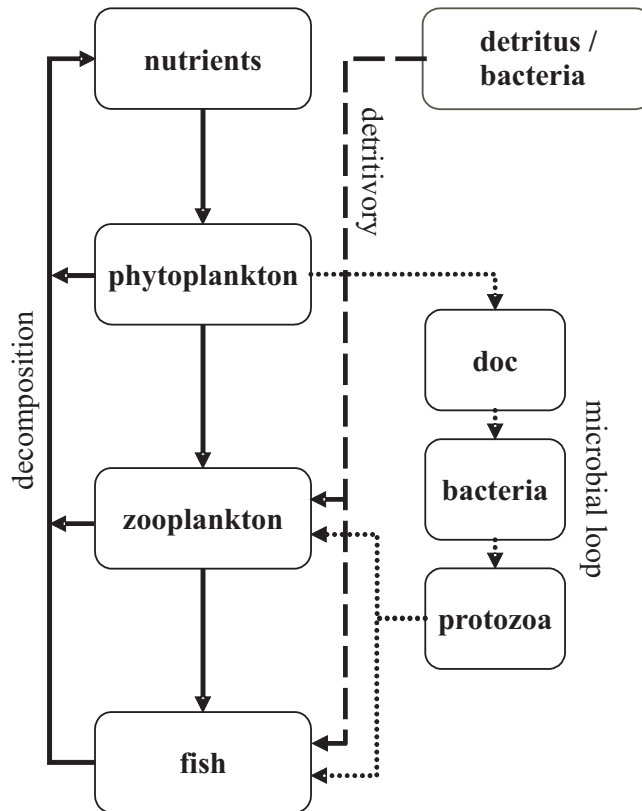 nutrients
detritus /
bacteria
detritivory
phytoplankton
doc
decomposition
microbial loop
bacteria
zooplankton
protozoa
fish